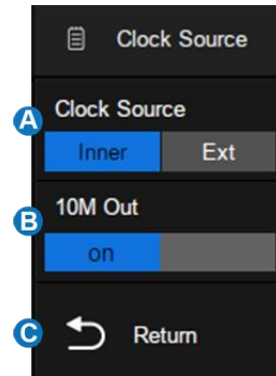 Clock Source
A
Clock Source
Inner Ext
B
10M Out
on
C
Return